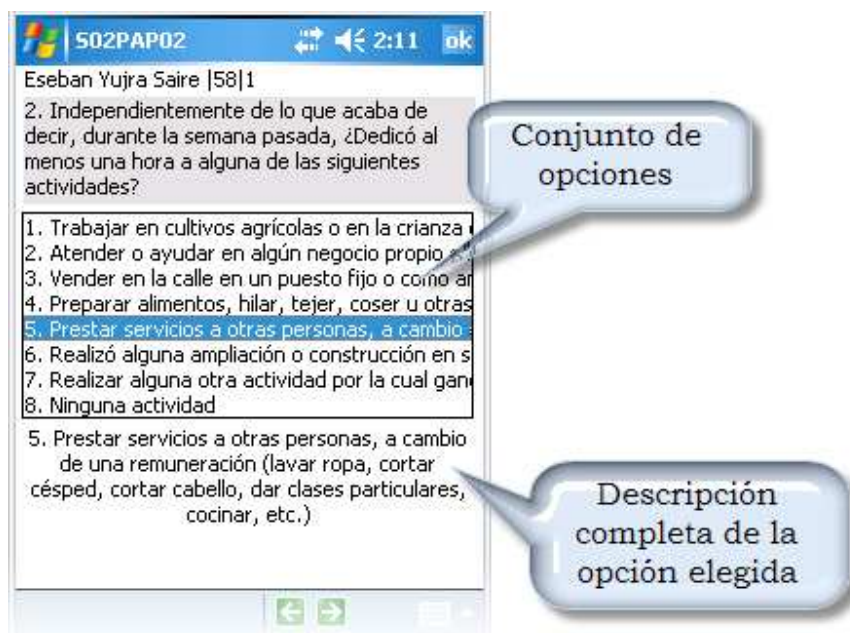 S02PAP02 2:11 ok
Eseban Yujra Saire |58|1
2. Independientemente de lo que acaba de
decir, durante la semana pasada, ¿Dedicó al
menos una hora a alguna de las siguientes
actividades?
Conjunto de
opciones
1. Trabajar en cultivos agrícolas o en la crianza
2. Atender o ayudar en algún negocio propio
3. Vender en la calle en un puesto fijo o como
4. Preparar alimentos, hilar, tejer, coser u otras
5. Prestar servicios a otras personas, a cambio
6. Realizó alguna ampliación o construcción en s
7. Realizar alguna otra actividad por la cual gan
8. Ninguna actividad
5. Prestar servicios a otras personas, a cambio
de una remuneración (lavar ropa, cortar
césped, cortar cabello, dar clases particulares,
cocinar, etc.)
Descripción
completa de la
opción elegida